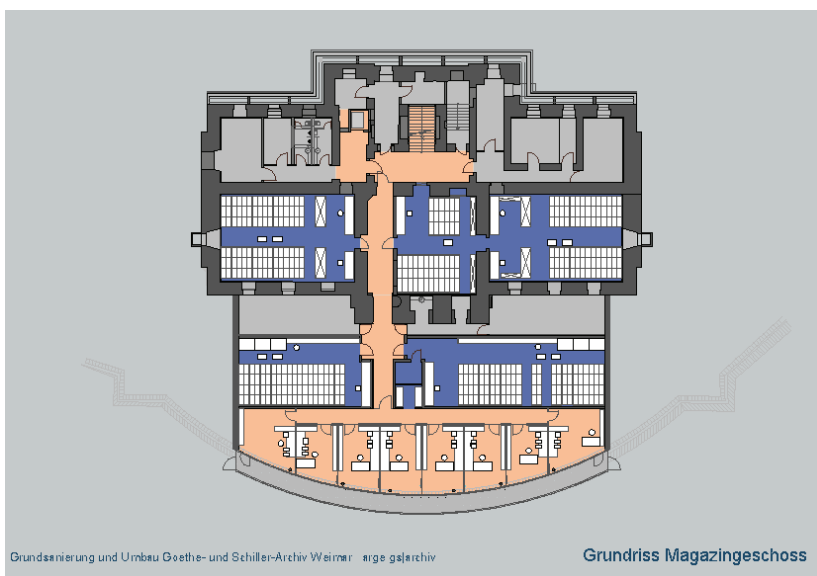 Grundsanierung und Umbau Goethe- und Schiller-Archiv Weimar arge gs|archiv
Grundriss Magazingeschoss